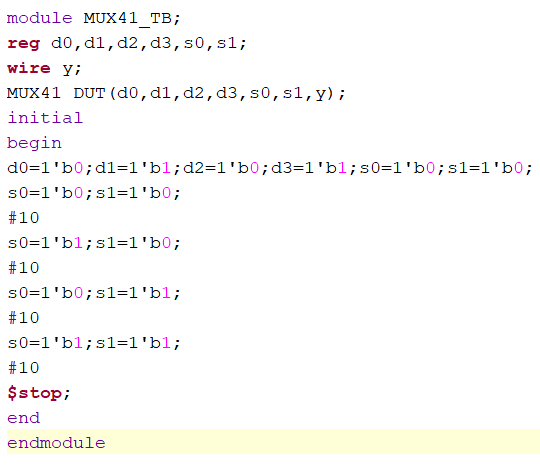 module MUX41_TB;
reg d0,d1,d2,d3,s0,s1;
wire y;
MUX41 DUT(d0,d1,d2,d3,s0,s1,y);
initial
begin
d0=1'b0;d1=1'b1;d2=1'b0;d3=1'b1;s0=1'b0;s1=1'b0;
s0=1'b0;s1=1'b0;
#10
s0=1'b1;s1=1'b0;
#10
s0=1'b0;s1=1'b1;
#10
s0=1'b1;s1=1'b1;
#10
$stop;
end
endmodule